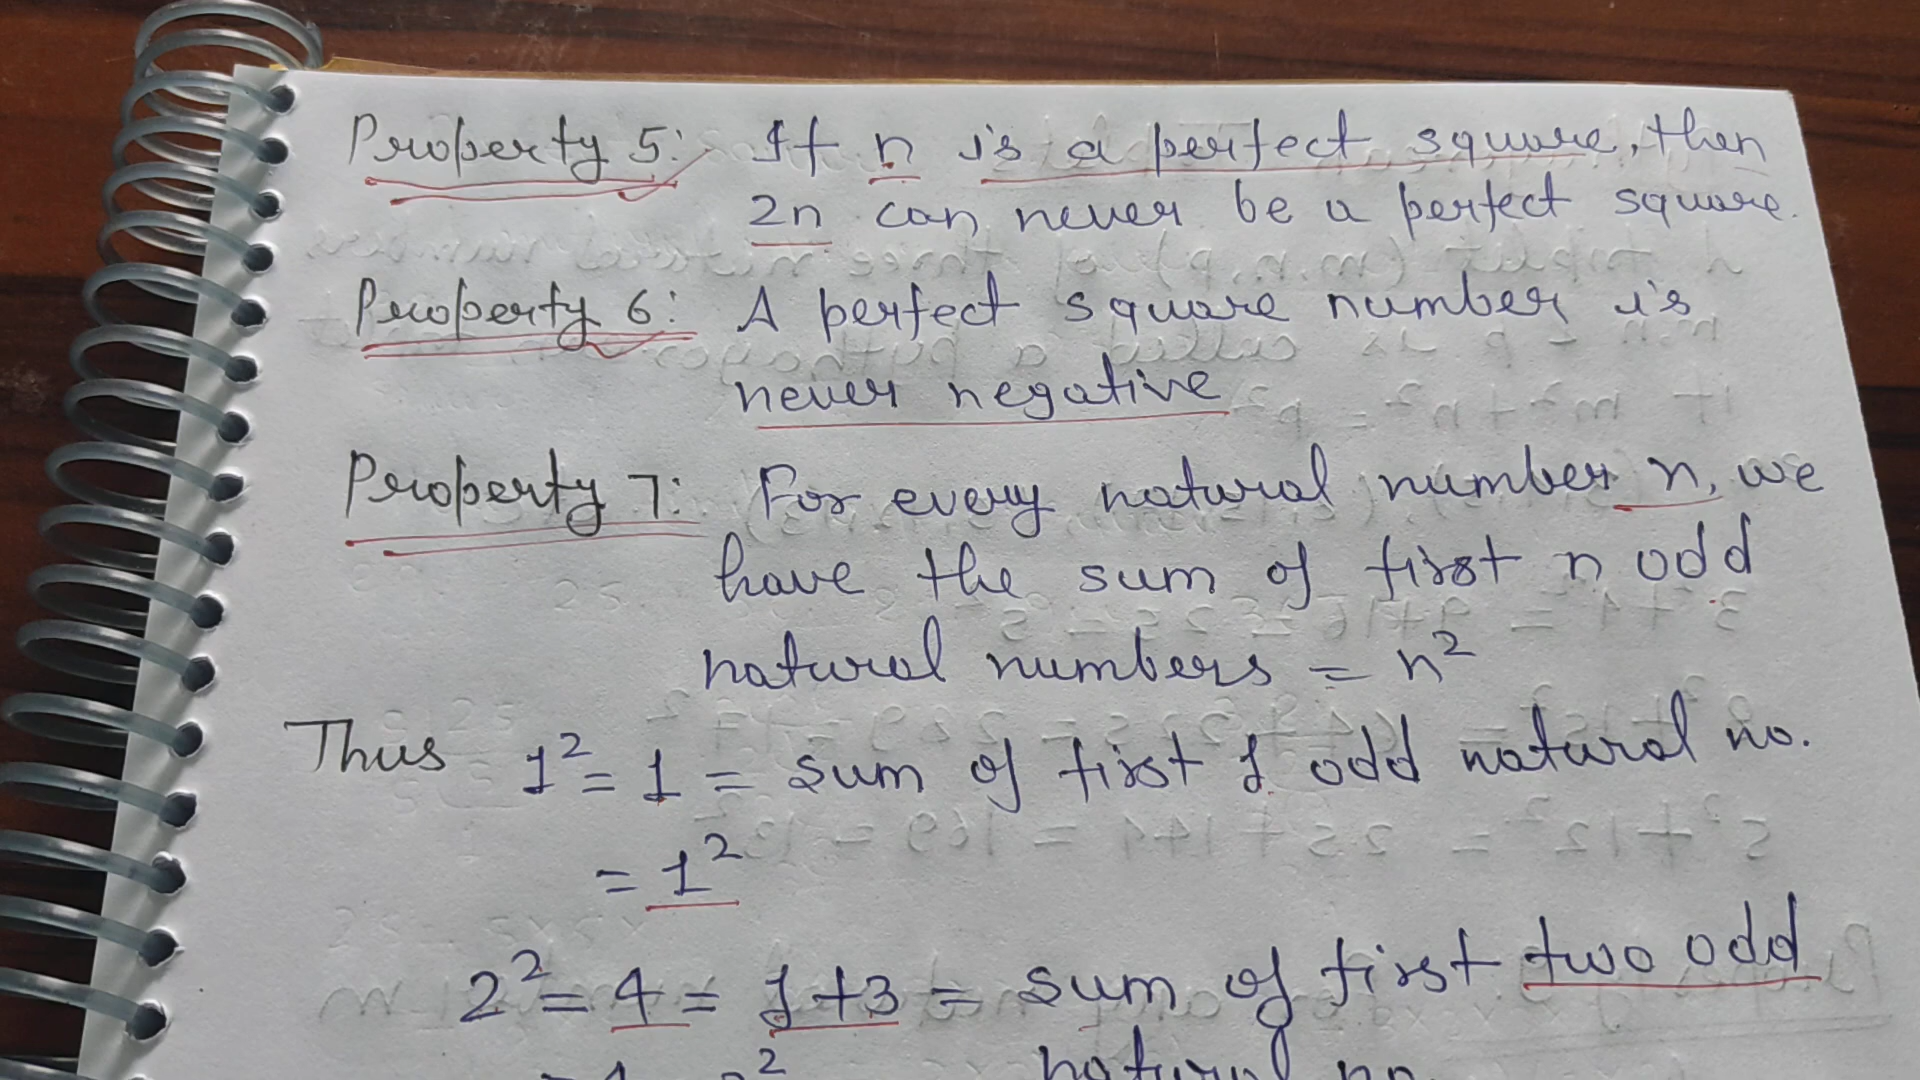 Property 5: If n is a perfect square, then
2n can never be a perfect square.
Property 6: A perfect square number is
never negative
Property 7: For every natural number n, we
have the sum of first n odd
natural numbers = n²
Thus 1² = 1 = sum of first 1 odd natural no.
= 1²
2² = 4 = 1+3 = sum of first two odd
natural no.